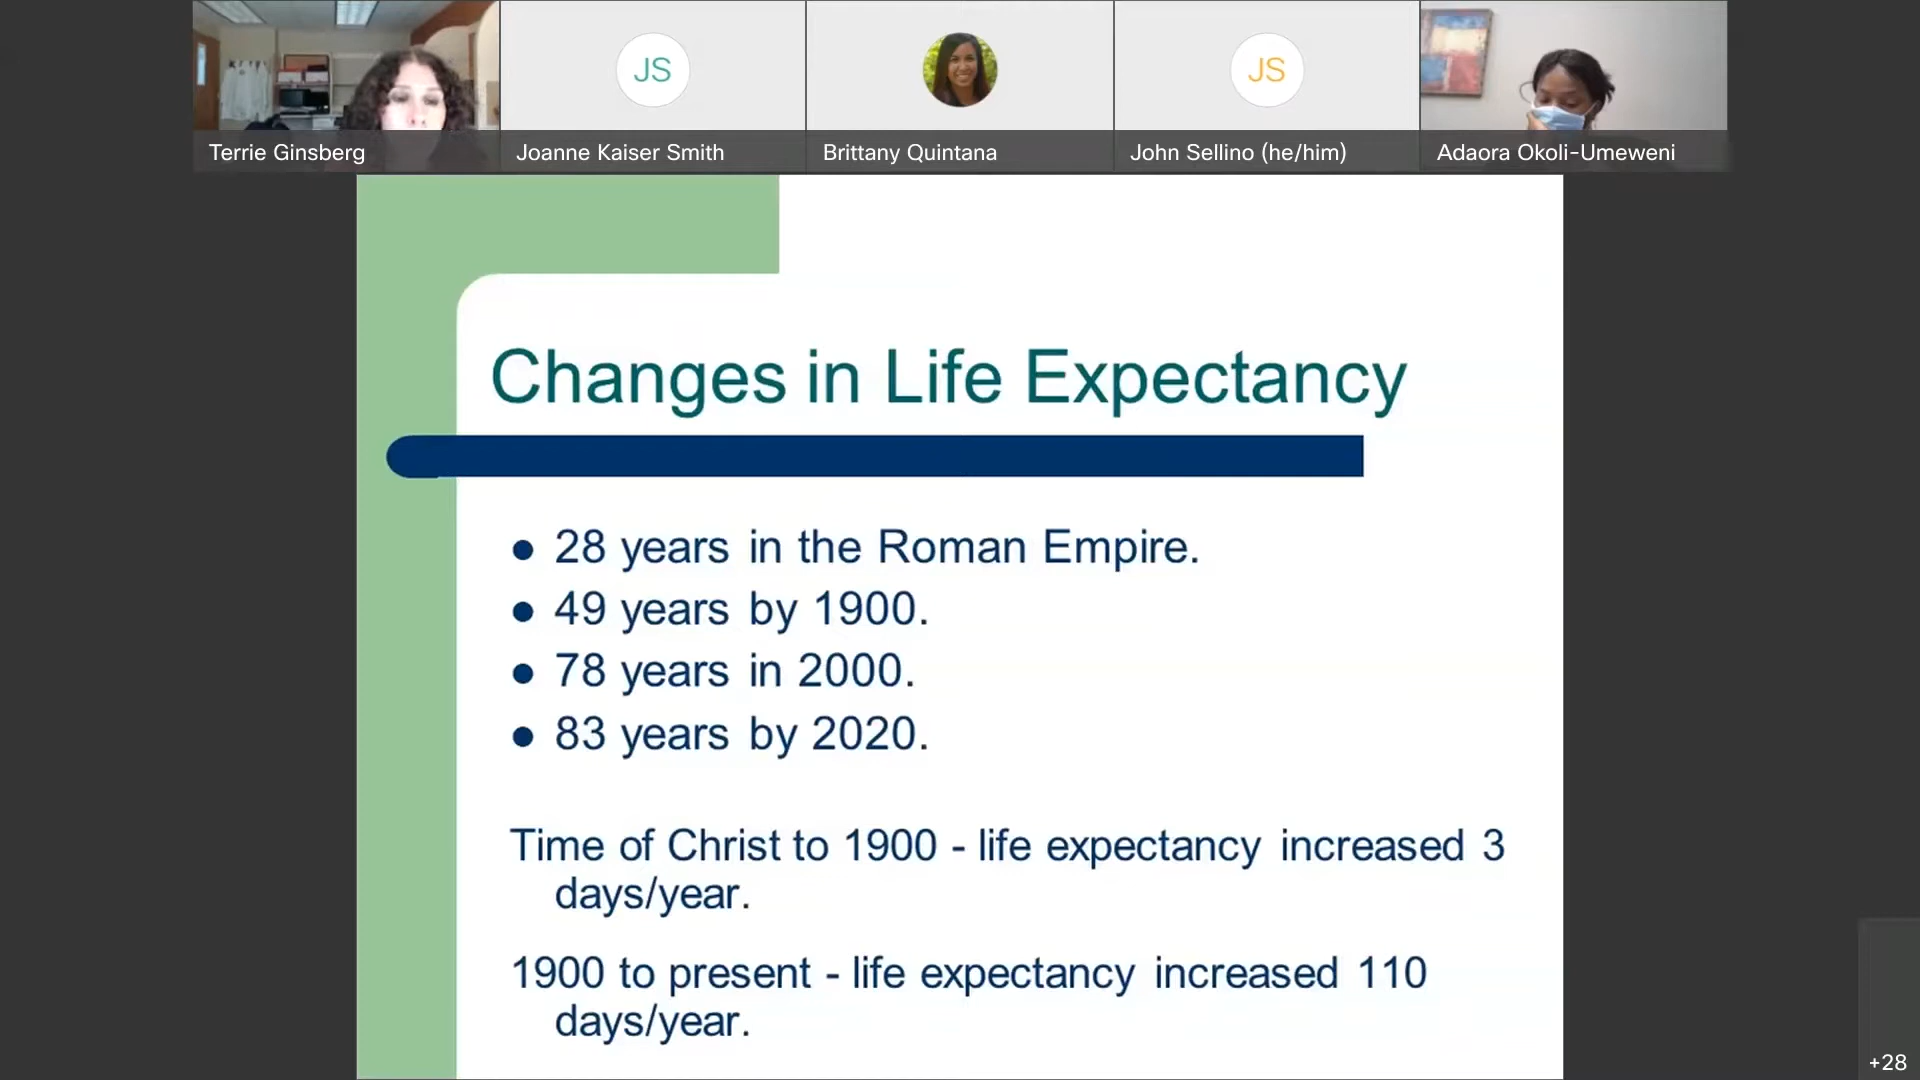 Terrie Ginsberg
JS
Joanne Kaiser Smith
Brittany Quintana
JS
John Sellino (he/him)
Adaora Okoli-Umeweni
Changes in Life Expectancy
● 28 years in the Roman Empire.
● 49 years by 1900.
● 78 years in 2000.
● 83 years by 2020.
Time of Christ to 1900 - life expectancy increased 3
days/year.
1900 to present - life expectancy increased 110
days/year.
+28